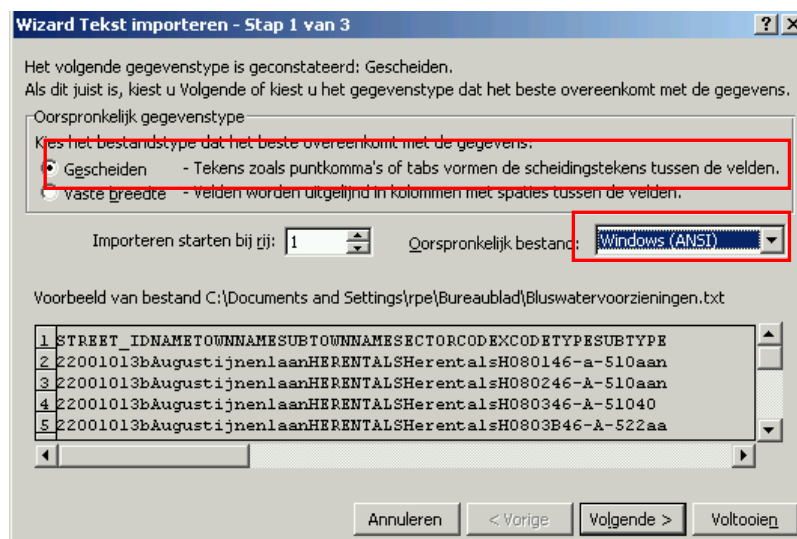 Wizard Tekst importeren - Stap 1 van 3
Het volgende gegevenstype is geconstateerd: Gescheiden.
Als dit juist is, kiest u Volgende of kiest u het gegevenstype dat het beste overeenkomt met de gegevens.
Oorspronkelijk gegevenstype
Kies het bestandstype dat het beste overeenkomt met de gegevens:
Gescheiden - Tekens zoals puntkomma's of tabs vormen de scheidingstekens tussen de velden.
Vaste breedte - Velden worden uitgelijnd in kolommen met spaties tussen de velden.
Importeren starten bij rij: 1 Oorspronkelijk bestand: Windows (ANSI)
Voorbeeld van bestand C:\Documents and Settings\rpe\Bureaublad\Bluswatervoorzieningen.txt
1 STREET_IDNAMETOWNNAMESUBTOWNNAMESECTORCODEXCODETYPESUBTYPE
2 22001013bAugustijnenlaanHERENTALSHerentalsH080146-a-510aan
3 22001013bAugustijnenlaanHERENTALSHerentalsH080246-A-510aan
4 22001013bAugustijnenlaanHERENTALSHerentalsH080346-A-51040
5 22001013bAugustijnenlaanHERENTALSHerentalsH0803B46-A-522aa
Annuleren < Vorige Volgende > Voltooien